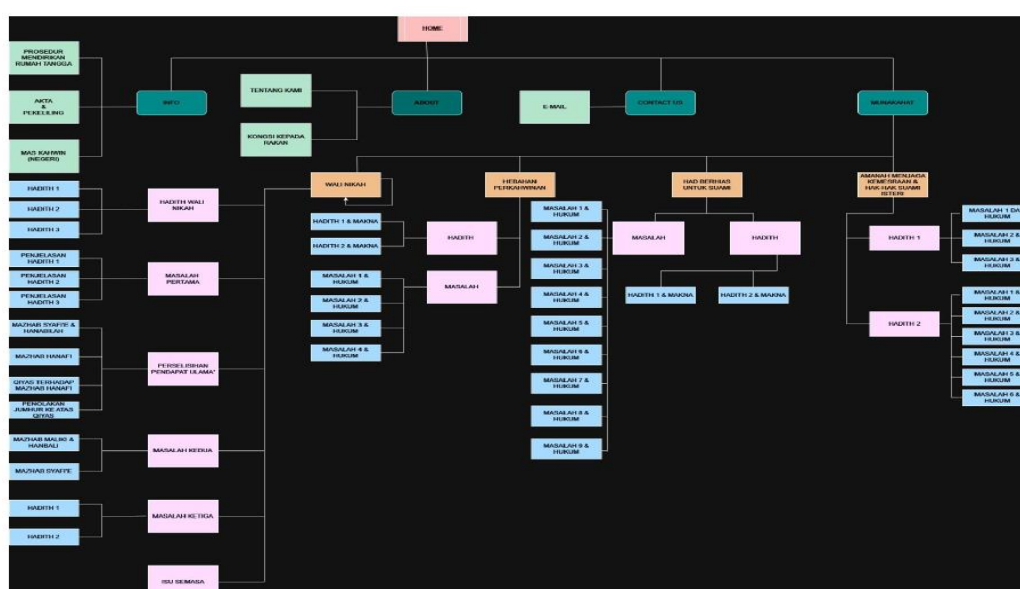 HOME
PROSEDUR
MENDIRIKAN
RUMAH TANGGA
AKTA
&
PEKELILING
MAS KAHWIN
(NEGERI)
INFO
TENTANG KAMI
KONGSI KEPADA
RAKAN
ABOUT
E-MAIL
CONTACT US
MUNAKAHAT
WALI NIKAH
HEBAHAN
PERKAHWINAN
HAD BERHIAS
UNTUK SUAMI
AMANAH MENJAGA
KEMESRAAN &
HAK-HAK SUAMI
ISTERI
HADITH 1
HADITH 2
HADITH 3
HADITH WALI
NIKAH
PENJELASAN
HADITH 1
PENJELASAN
HADITH 2
PENJELASAN
HADITH 3
MASALAH
PERTAMA
MAZHAB SYAFI'E &
HANABILAH
MAZHAB HANAFI
QIYAS TERHADAP
MAZHAB HANAFI
PENOLAKAN
JUMHUR KE ATAS
QIYAS
PERSELISIHAN
PENDAPAT ULAMA'
MAZHAB MALIKI &
HANBALI
MAZHAB SYAFI'E
MASALAH KEDUA
HADITH 1
HADITH 2
MASALAH KETIGA
ISU SEMASA
HADITH 1 & MAKNA
HADITH 2 & MAKNA
HADITH
MASALAH 1 &
HUKUM
MASALAH 2 &
HUKUM
MASALAH 3 &
HUKUM
MASALAH 4 &
HUKUM
MASALAH
MASALAH 1 &
HUKUM
MASALAH 2 &
HUKUM
MASALAH 3 &
HUKUM
MASALAH 4 &
HUKUM
MASALAH 5 &
HUKUM
MASALAH 6 &
HUKUM
MASALAH 7 &
HUKUM
MASALAH 8 &
HUKUM
MASALAH 9 &
HUKUM
MASALAH
HADITH
HADITH 1 & MAKNA
HADITH 2 & MAKNA
HADITH 1
MASALAH 1 DA
HUKUM
MASALAH 2 &
HUKUM
MASALAH 3 &
HUKUM
HADITH 2
MASALAH 1 &
HUKUM
MASALAH 2 &
HUKUM
MASALAH 3 &
HUKUM
MASALAH 4 &
HUKUM
MASALAH 5 &
HUKUM
MASALAH 6 &
HUKUM